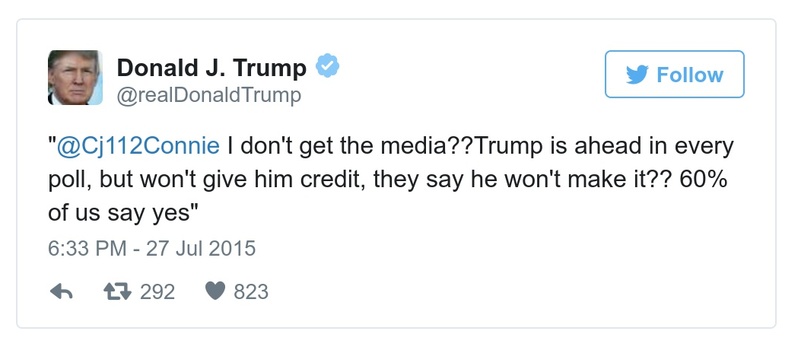 Donald J. Trump
@realDonaldTrump
Follow
"@Cj112Connie I don't get the media??Trump is ahead in every
poll, but won't give him credit, they say he won't make it?? 60%
of us say yes"
6:33 PM - 27 Jul 2015
292 823